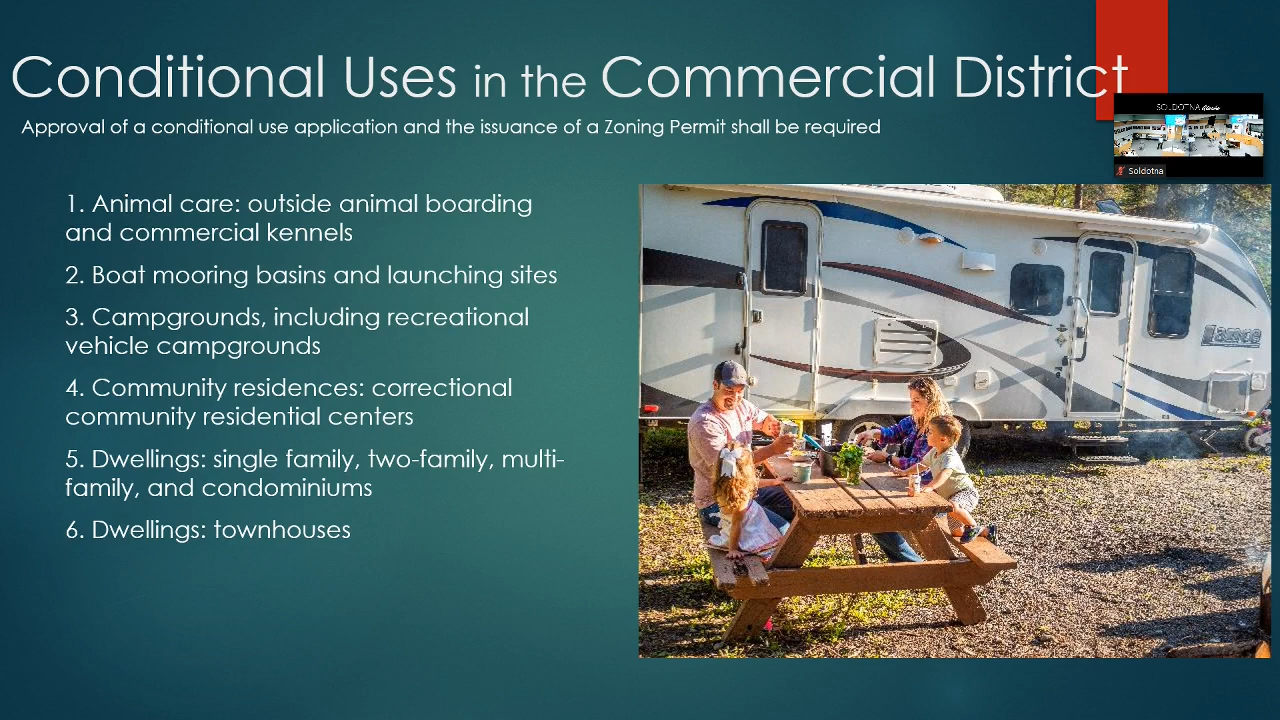 Conditional Uses in the Commercial District
Approval of a conditional use application and the issuance of a Zoning Permit shall be required
SOLDOTNA Alaska
Soldotna
1. Animal care: outside animal boarding
and commercial kennels
2. Boat mooring basins and launching sites
3. Campgrounds, including recreational
vehicle campgrounds
4. Community residences: correctional
community residential centers
5. Dwellings: single family, two-family, multi-
family, and condominiums
6. Dwellings: townhouses
Lance